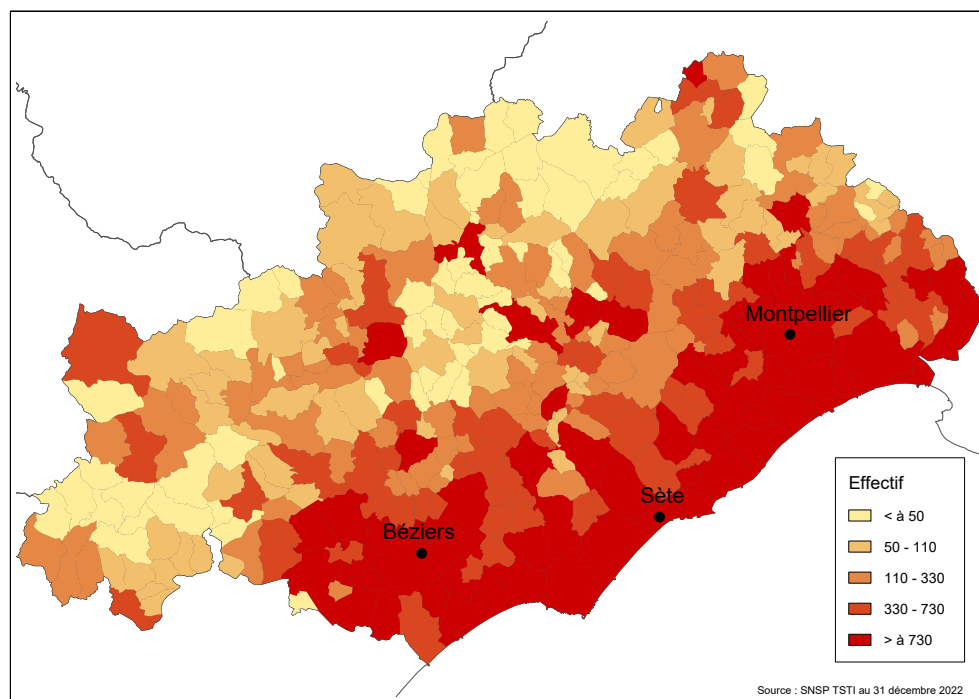 Montpellier
Sète
Béziers
Effectif
< à 50
50 - 110
110 - 330
330 - 730
> à 730
Source : SNSP TSTI au 31 décembre 2022